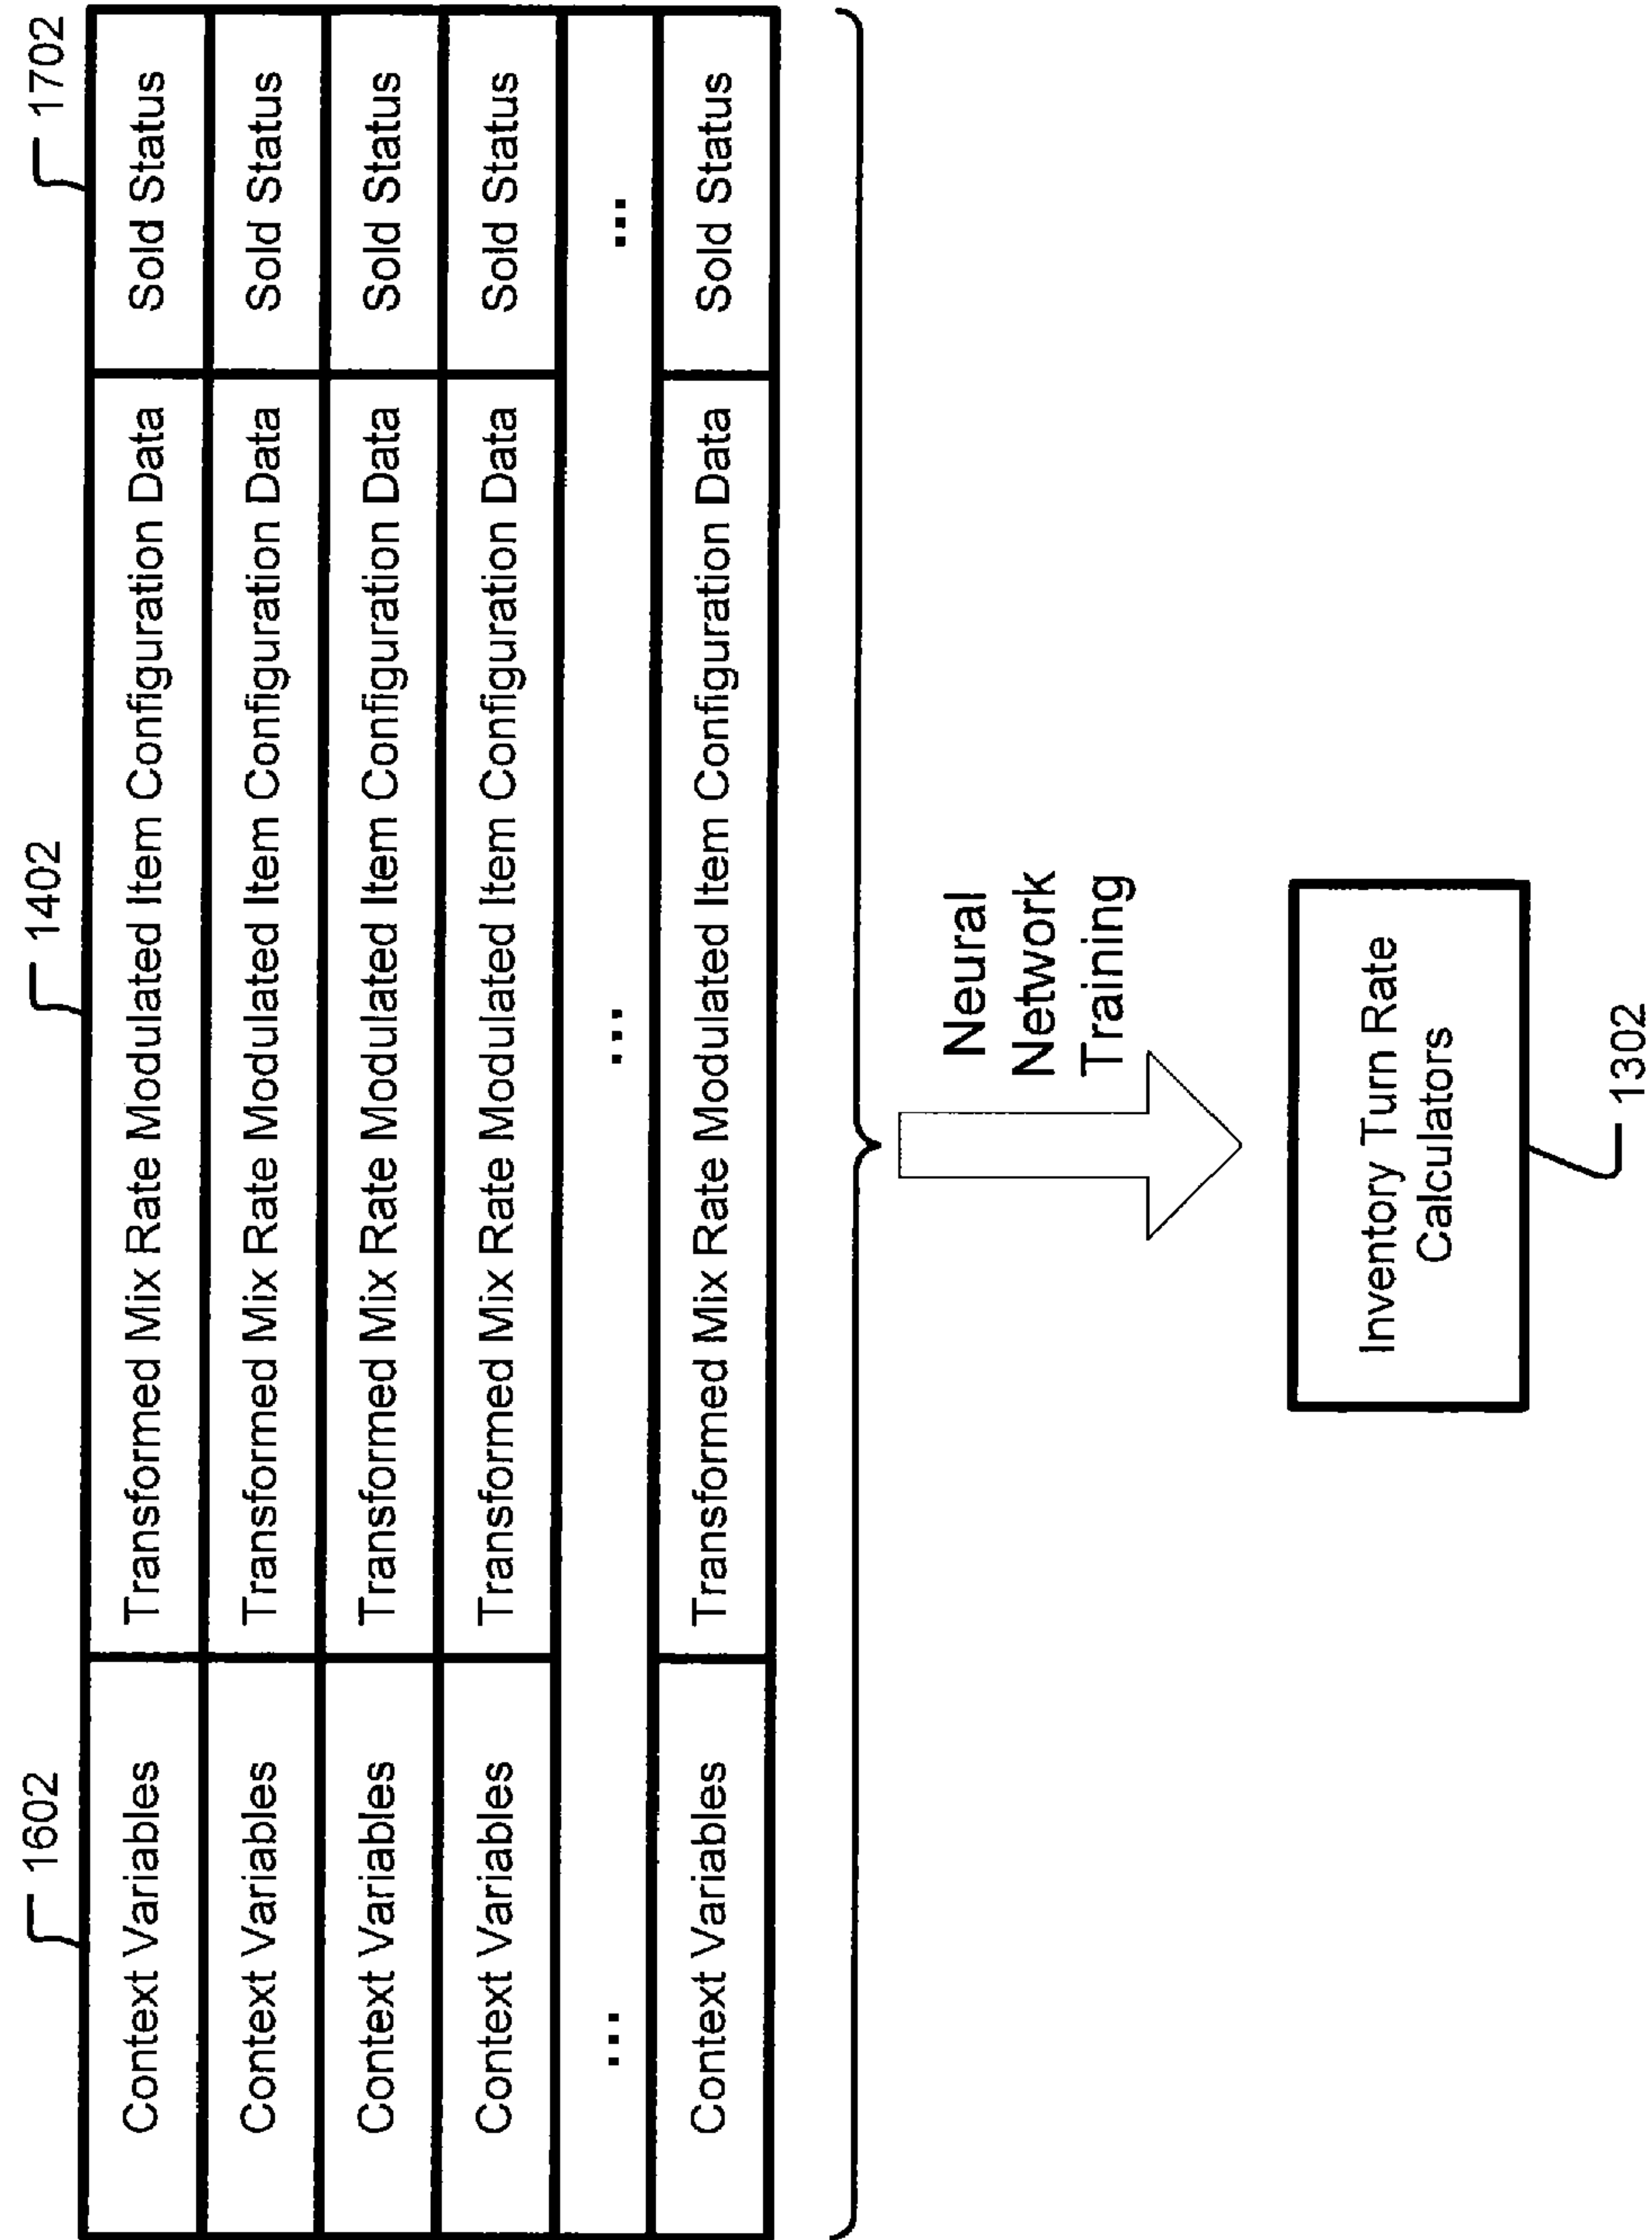 1602 1402 1702
Context Variables Transformed Mix Rate Modulated Item Configuration Data Sold Status
Context Variables Transformed Mix Rate Modulated Item Configuration Data Sold Status
Context Variables Transformed Mix Rate Modulated Item Configuration Data Sold Status
Context Variables Transformed Mix Rate Modulated Item Configuration Data Sold Status
... ... ...
Context Variables Transformed Mix Rate Modulated Item Configuration Data Sold Status
Neural
Network
Training
Inventory Turn Rate
Calculators
1302